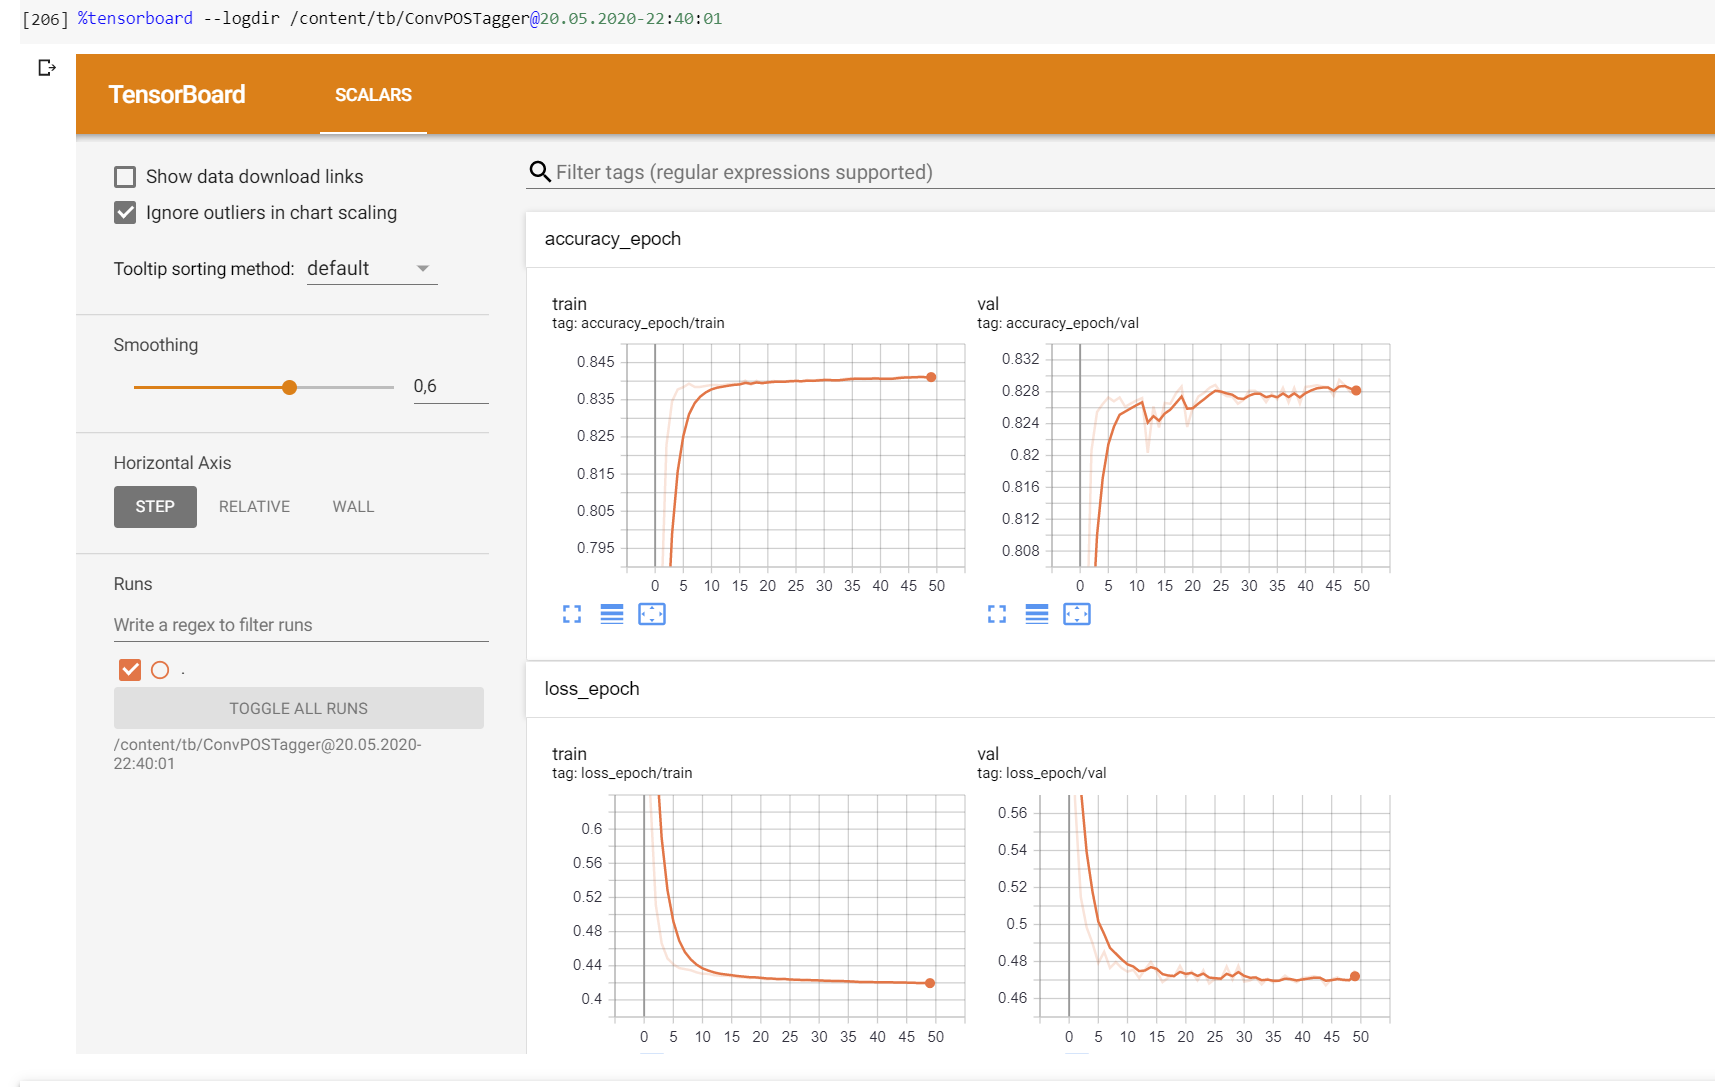 [206] %tensorboard --logdir /content/tb/ConvPOSTagger@20.05.2020-22:40:01
TensorBoard
SCALARS
Show data download links
Ignore outliers in chart scaling
Tooltip sorting method: default
Smoothing
0,6
Horizontal Axis
STEP RELATIVE WALL
Runs
Write a regex to filter runs
.
TOGGLE ALL RUNS
/content/tb/ConvPOSTagger@20.05.2020-
22:40:01
Filter tags (regular expressions supported)
accuracy_epoch
train
tag: accuracy_epoch/train
0.845
0.835
0.825
0.815
0.805
0.795
0 5 10 15 20 25 30 35 40 45 50
val
tag: accuracy_epoch/val
0.832
0.828
0.824
0.82
0.816
0.812
0.808
0 5 10 15 20 25 30 35 40 45 50
loss_epoch
train
tag: loss_epoch/train
0.6
0.56
0.52
0.48
0.44
0.4
0 5 10 15 20 25 30 35 40 45 50
val
tag: loss_epoch/val
0.56
0.54
0.52
0.5
0.48
0.46
0 5 10 15 20 25 30 35 40 45 50